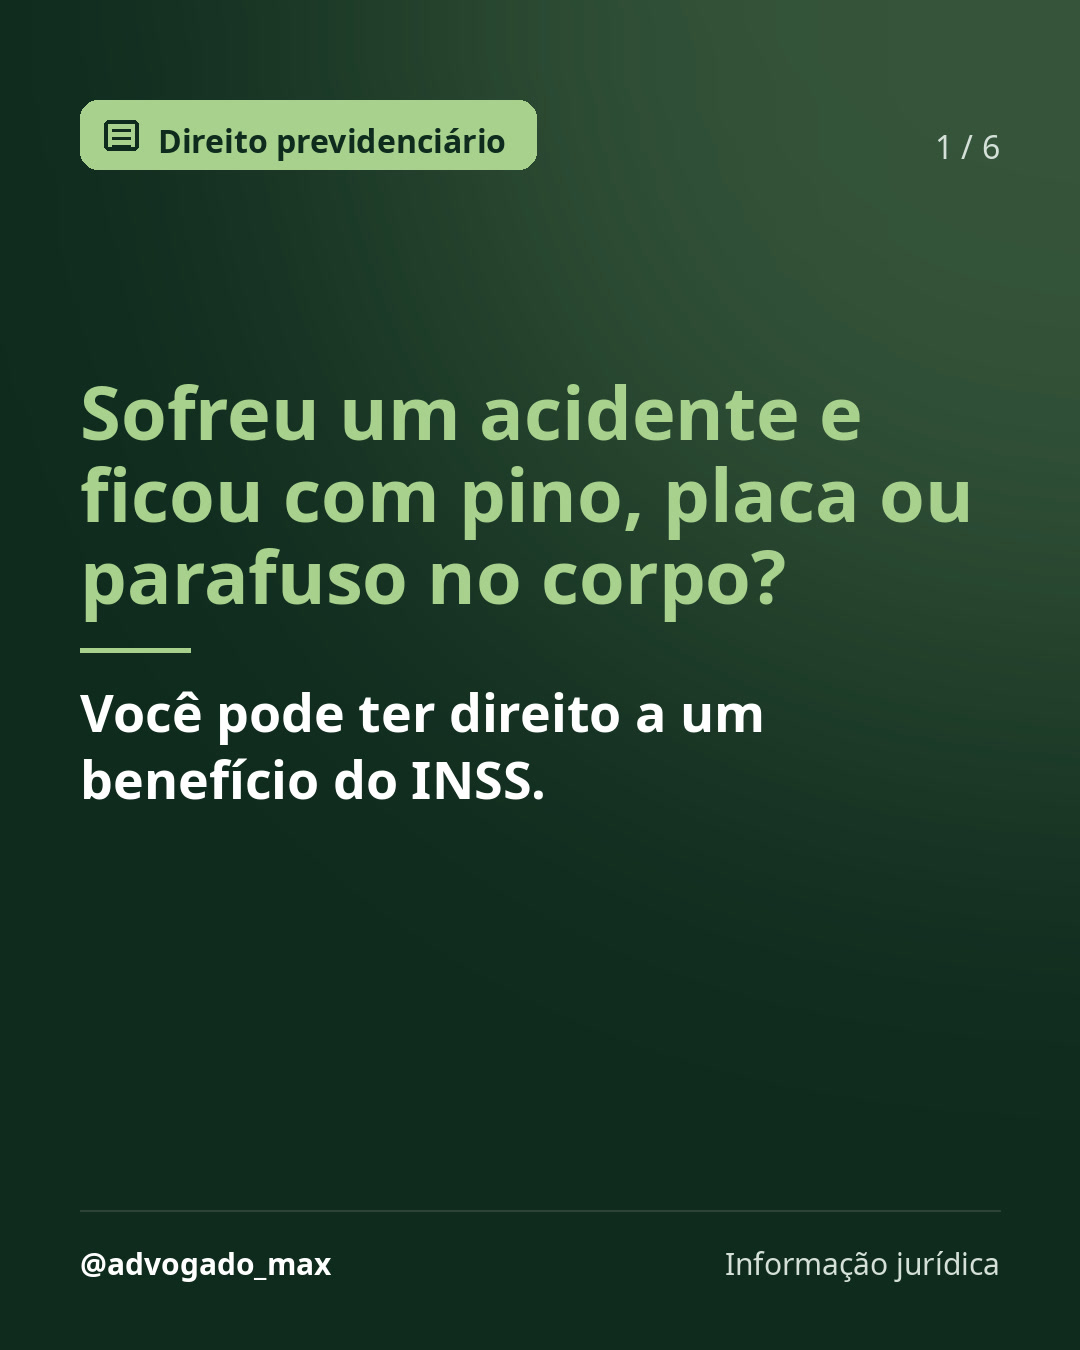 Direito previdenciário
1 / 6
Sofreu um acidente e
ficou com pino, placa ou
parafuso no corpo?
Você pode ter direito a um
benefício do INSS.
@advogado_max
Informação jurídica